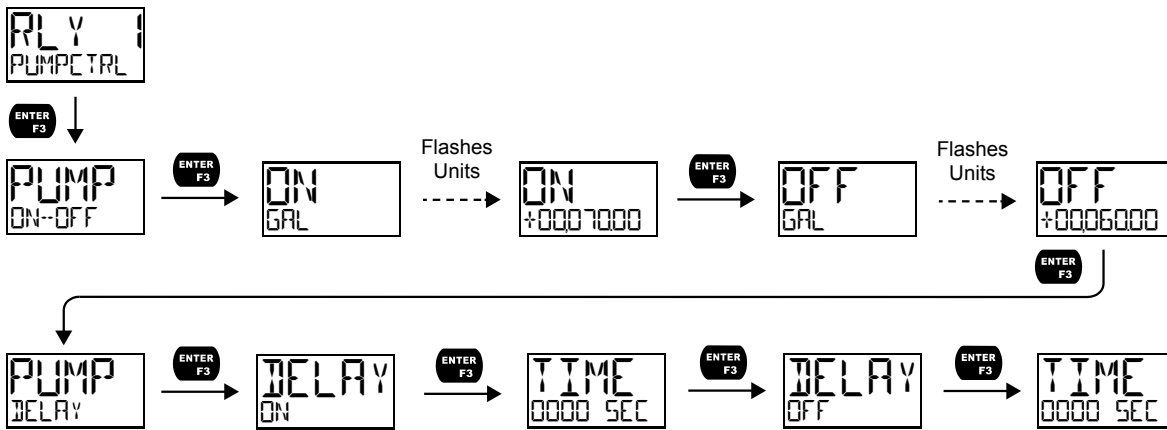 RLY 1
PUMPCTRL
ENTER
F3
PUMP
ON--OFF
ENTER
F3
ON
GAL
Flashes
Units
ON
+00,070.00
ENTER
F3
OFF
GAL
Flashes
Units
OFF
+00,060.00
ENTER
F3
PUMP
DELAY
ENTER
F3
DELAY
ON
ENTER
F3
TIME
0000 SEC
ENTER
F3
DELAY
OFF
ENTER
F3
TIME
0000 SEC